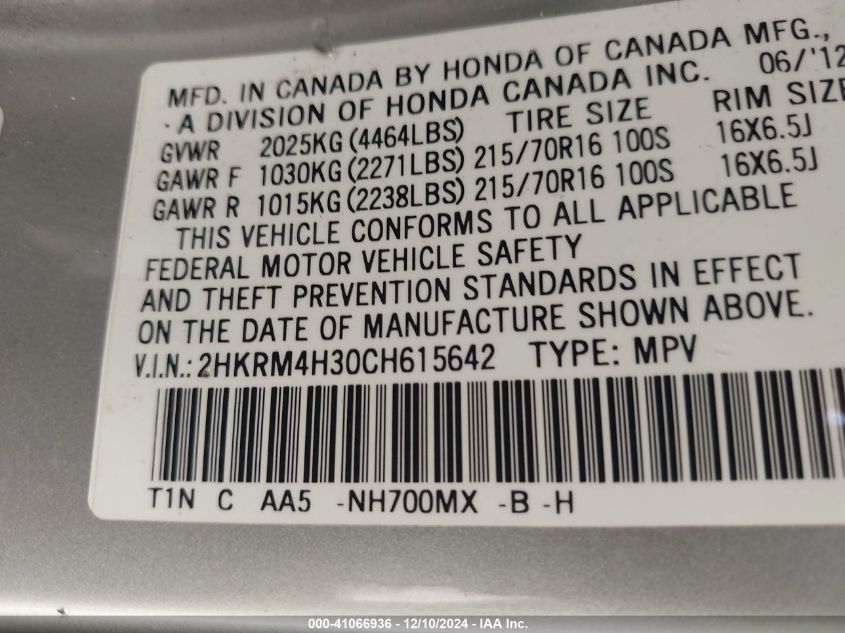 MFD. IN CANADA BY HONDA OF CANADA MFG.,
· A DIVISION OF HONDA CANADA INC. 06/'12
TIRE SIZE RIM SIZE
GVWR 2025KG (4464LBS)
GAWR F 1030KG (2271LBS) 215/70R16 100S 16X6.5J
GAWR R 1015KG (2238LBS) 215/70R16 100S 16X6.5J
THIS VEHICLE CONFORMS TO ALL APPLICABLE
FEDERAL MOTOR VEHICLE SAFETY
AND THEFT PREVENTION STANDARDS IN EFFECT
ON THE DATE OF MANUFACTURE SHOWN ABOVE.
V.I.N.: 2HKRM4H30CH615642 TYPE: MPV
T1N C AA5 -NH700MX -B -H
000-41066936 - 12/10/2024 - IAA Inc.